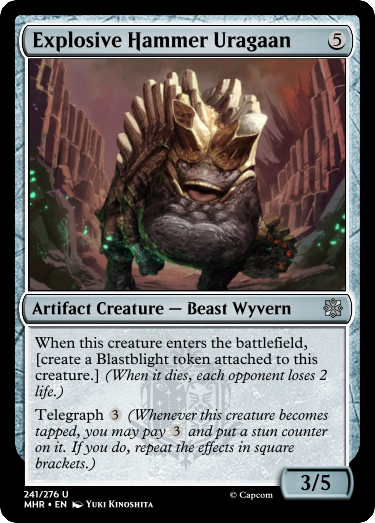 Explosive Hammer Uragaan 5
Artifact Creature — Beast Wyvern
When this creature enters the battlefield,
[create a Blastblight token attached to this
creature.] (When it dies, each opponent loses 2
life.)
Telegraph 3 (Whenever this creature becomes
tapped, you may pay 3 and put a stun counter
on it. If you do, repeat the effects in square
brackets.)
3/5
241/276 U
MHR • EN Yuki Kinoshita
© Capcom